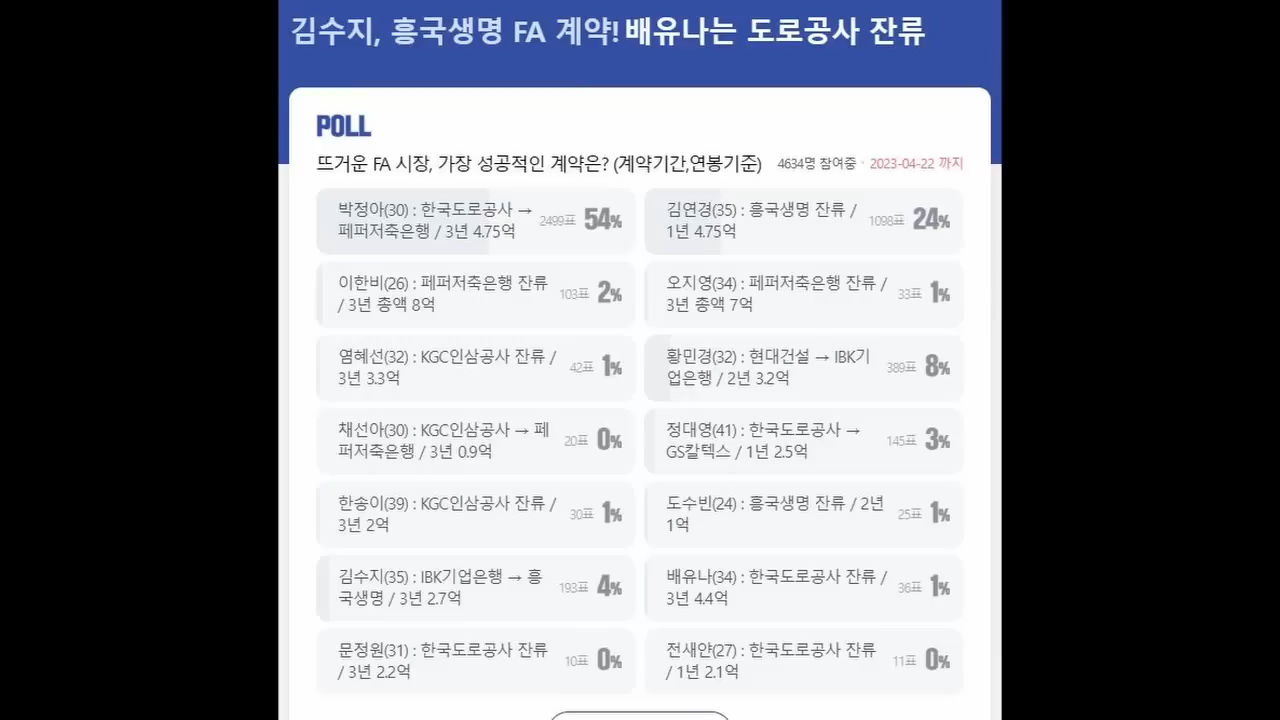 김수지, 흥국생명 FA 계약! 배유나는 도로공사 잔류
POLL
뜨거운 FA 시장, 가장 성공적인 계약은? (계약기간,연봉기준) 4634명 참여중 · 2023-04-22 까지
박정아(30) : 한국도로공사 →
페퍼저축은행 / 3년 4.75억
2499표 54%
김연경(35) : 흥국생명 잔류 /
1년 4.75억
1098표 24%
이한비(26) : 페퍼저축은행 잔류
/ 3년 총액 8억
103표 2%
오지영(34) : 페퍼저축은행 잔류 /
3년 총액 7억
33표 1%
염혜선(32) : KGC인삼공사 잔류 /
3년 3.3억
42표 1%
황민경(32) : 현대건설 → IBK기
업은행 / 2년 3.2억
389표 8%
채선아(30) : KGC인삼공사 → 페
퍼저축은행 / 3년 0.9억
20표 0%
정대영(41) : 한국도로공사 →
GS칼텍스 / 1년 2.5억
145표 3%
한송이(39) : KGC인삼공사 잔류 /
3년 2억
30표 1%
도수빈(24) : 흥국생명 잔류 / 2년
1억
25표 1%
김수지(35) : IBK기업은행 → 흥
국생명 / 3년 2.7억
193표 4%
배유나(34) : 한국도로공사 잔류 /
3년 4.4억
36표 1%
문정원(31) : 한국도로공사 잔류
/ 3년 2.2억
10표 0%
전새얀(27) : 한국도로공사 잔류
/ 1년 2.1억
11표 0%